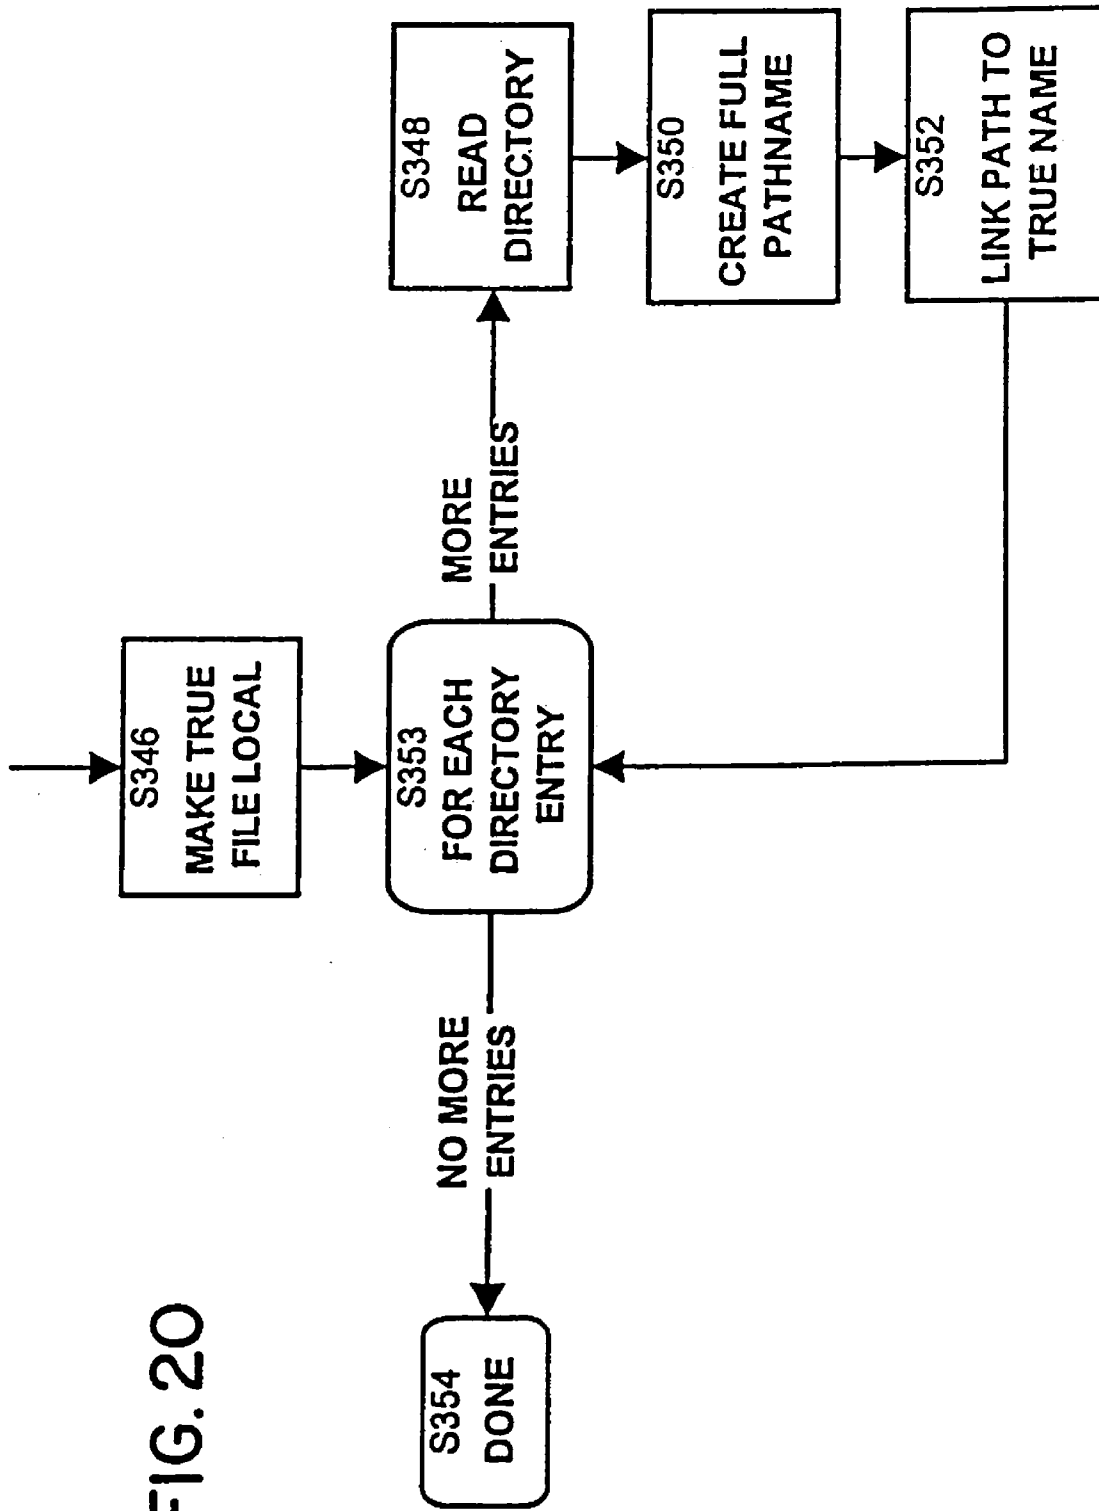 FIG. 20
S346
MAKE TRUE
FILE LOCAL
S353
FOR EACH
DIRECTORY
ENTRY
MORE
ENTRIES
S348
READ
DIRECTORY
S350
CREATE FULL
PATHNAME
S352
LINK PATH TO
TRUE NAME
NO MORE
ENTRIES
S354
DONE